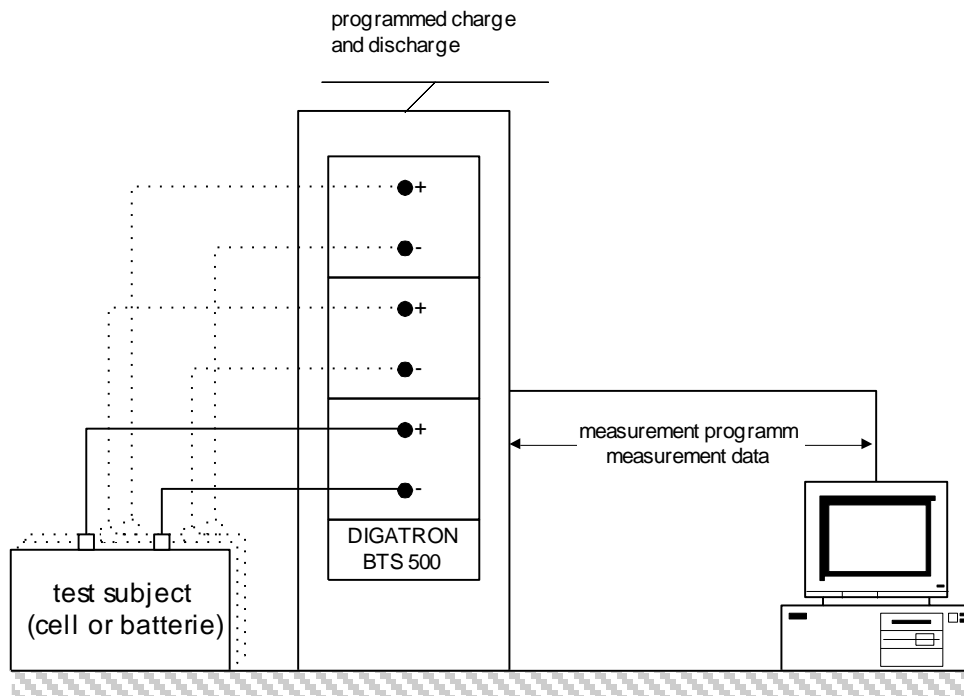 programmed charge
and discharge
+
-
+
-
+
-
measurement programm
measurement data
DIGATRON
BTS 500
test subject
(cell or batterie)